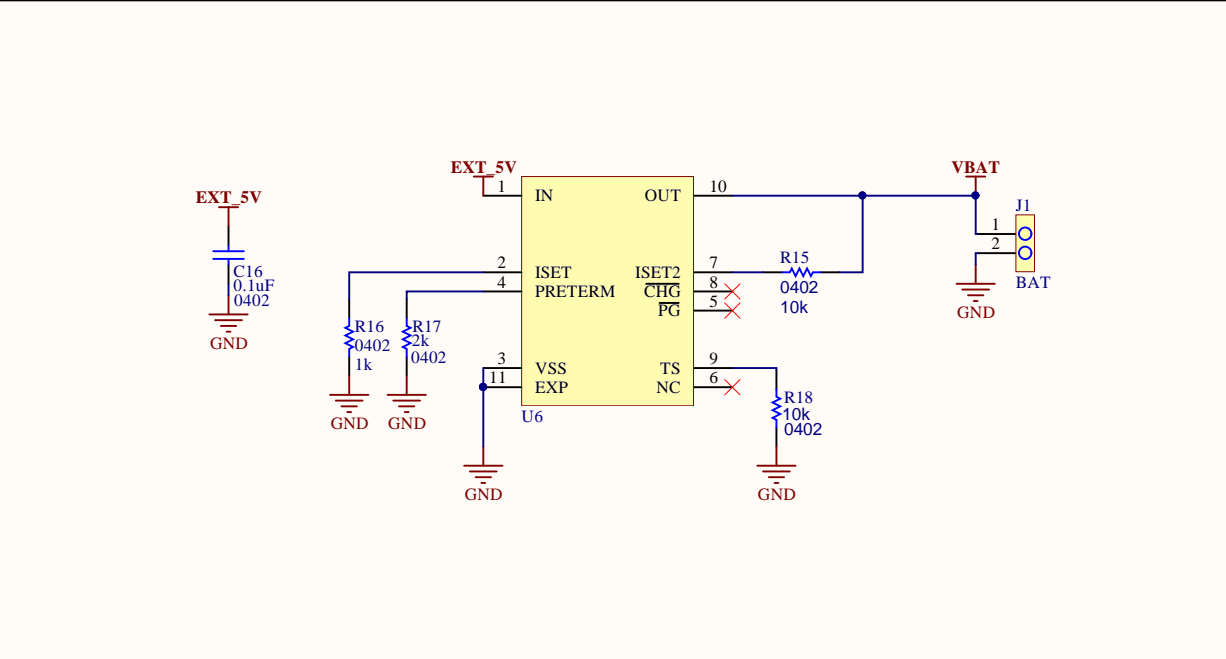 EXT_5V
C16
0.1uF
0402
GND
EXT_5V
1
IN
2
ISET
4
PRETERM
3
VSS
11
EXP
U6
R16
0402
1k
GND
R17
2k
0402
GND
GND
OUT
10
ISET2
7
CHG
8
PG
5
TS
9
NC
6
R15
0402
10k
R18
10k
0402
GND
VBAT
J1
1
2
BAT
GND